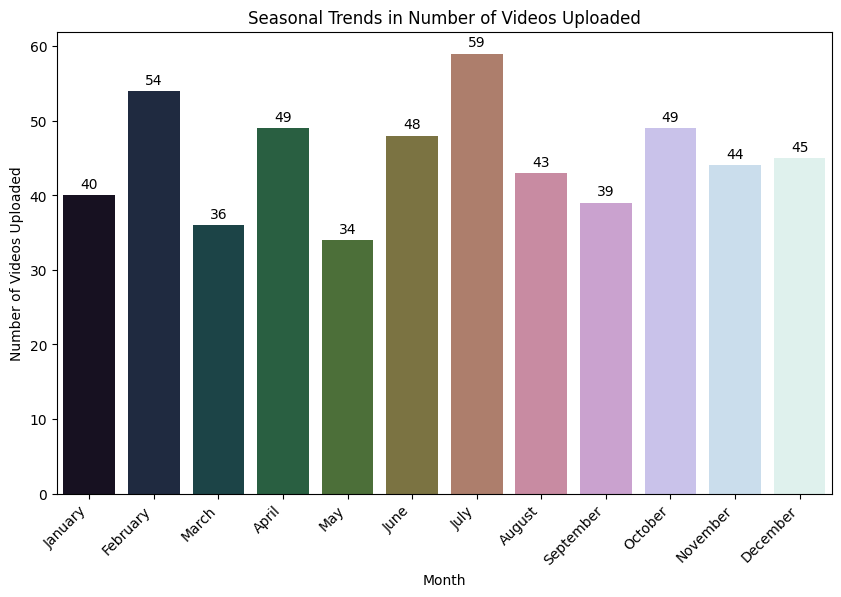 Seasonal Trends in Number of Videos Uploaded
Number of Videos Uploaded
60
50
40
30
20
10
0
40
54
36
49
34
48
59
43
39
49
44
45
January
February
March
April
May
June
July
August
September
October
November
December
Month